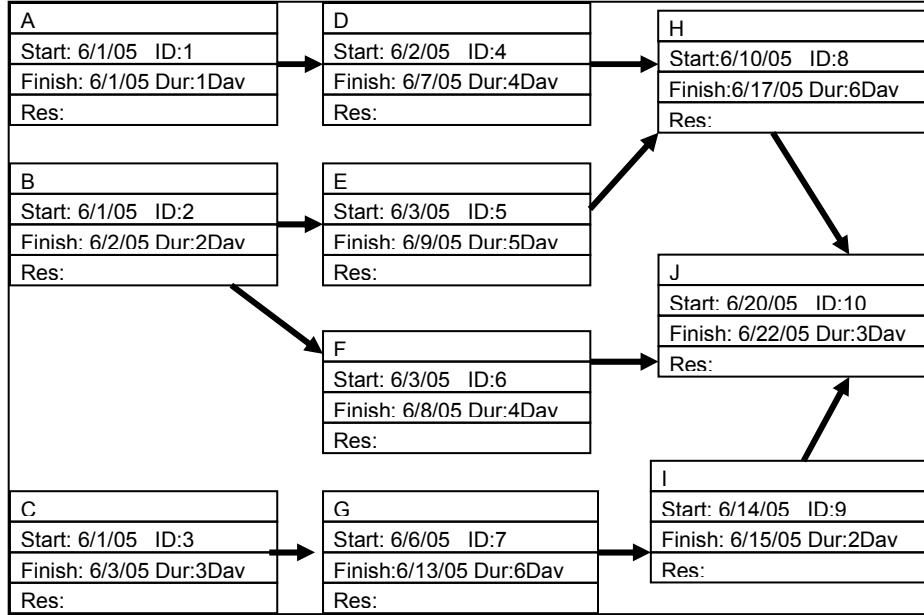 A
Start: 6/1/05 ID:1
Finish: 6/1/05 Dur:1Day
Res:
D
Start: 6/2/05 ID:4
Finish: 6/7/05 Dur:4Day
Res:
H
Start:6/10/05 ID:8
Finish:6/17/05 Dur:6Day
Res:
B
Start: 6/1/05 ID:2
Finish: 6/2/05 Dur:2Day
Res:
E
Start: 6/3/05 ID:5
Finish: 6/9/05 Dur:5Day
Res:
J
Start: 6/20/05 ID:10
Finish: 6/22/05 Dur:3Day
Res:
F
Start: 6/3/05 ID:6
Finish: 6/8/05 Dur:4Day
Res:
I
Start: 6/14/05 ID:9
Finish: 6/15/05 Dur:2Day
Res:
C
Start: 6/1/05 ID:3
Finish: 6/3/05 Dur:3Day
Res:
G
Start: 6/6/05 ID:7
Finish:6/13/05 Dur:6Day
Res: